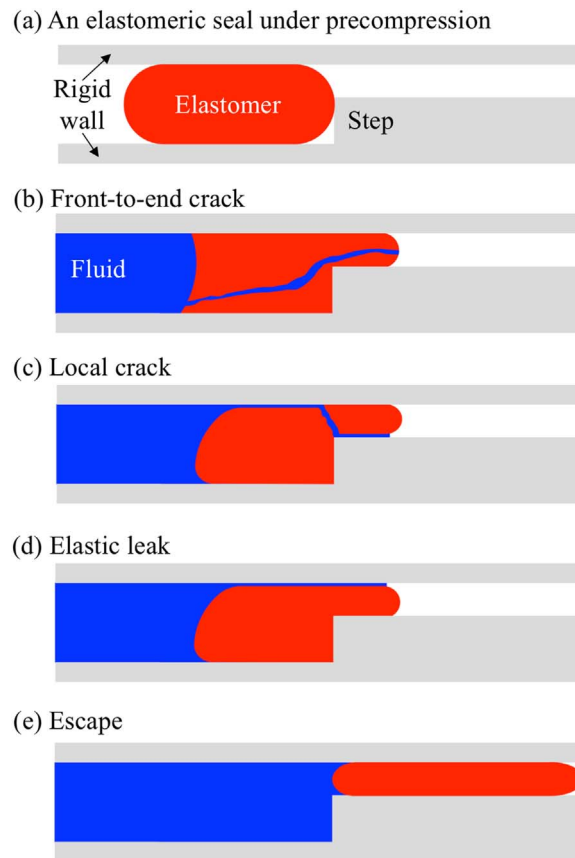 (a) An elastomeric seal under precompression
Rigid
wall
Elastomer
Step
(b) Front-to-end crack
Fluid
(c) Local crack
(d) Elastic leak
(e) Escape